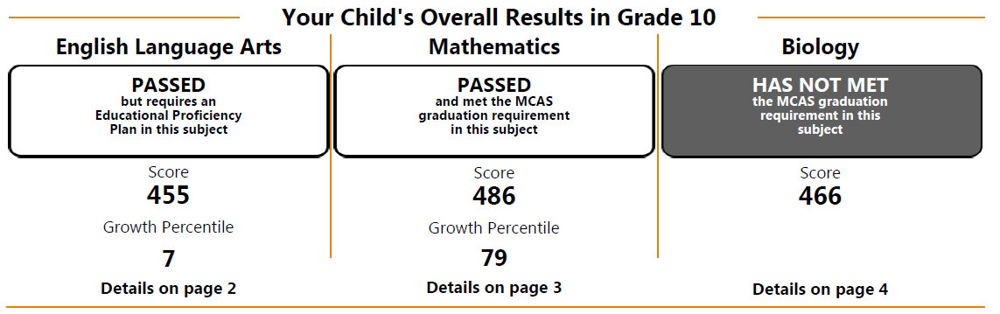 Your Child's Overall Results in Grade 10
English Language Arts
PASSED
but requires an
Educational Proficiency
Plan in this subject
Score
455
Growth Percentile
7
Details on page 2
Mathematics
PASSED
and met the MCAS
graduation requirement
in this subject
Score
486
Growth Percentile
79
Details on page 3
Biology
HAS NOT MET
the MCAS graduation
requirement in this
subject
Score
466
Details on page 4